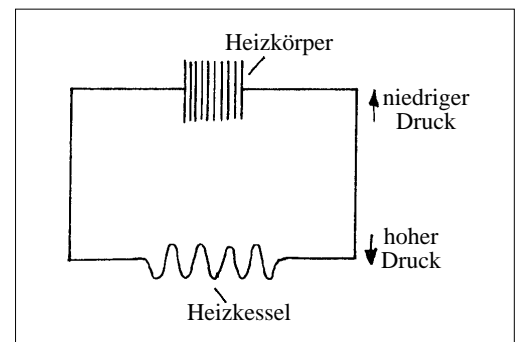 Heizkörper
niedriger
Druck
hoher
Druck
Heizkessel